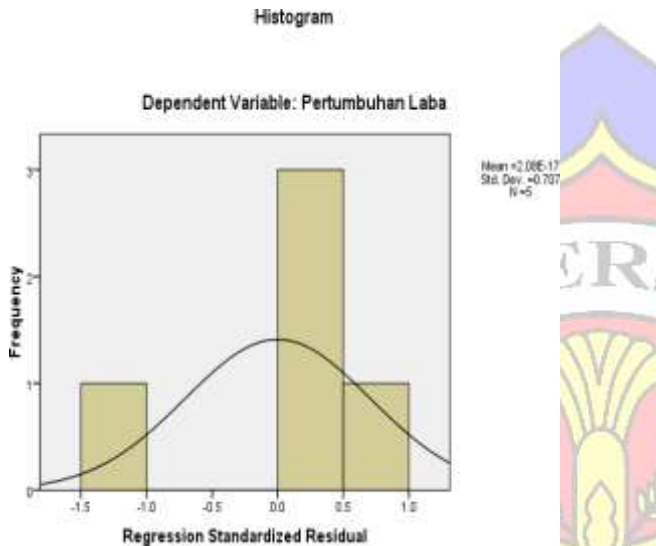 Histogram
Dependent Variable: Pertumbuhan Laba
Mean =2.08E-17
Std. Dev. =0.707
N =5
Frequency
3
2
1
0
-1.5 -1.0 -0.5 0.0 0.5 1.0
Regression Standardized Residual
ERS